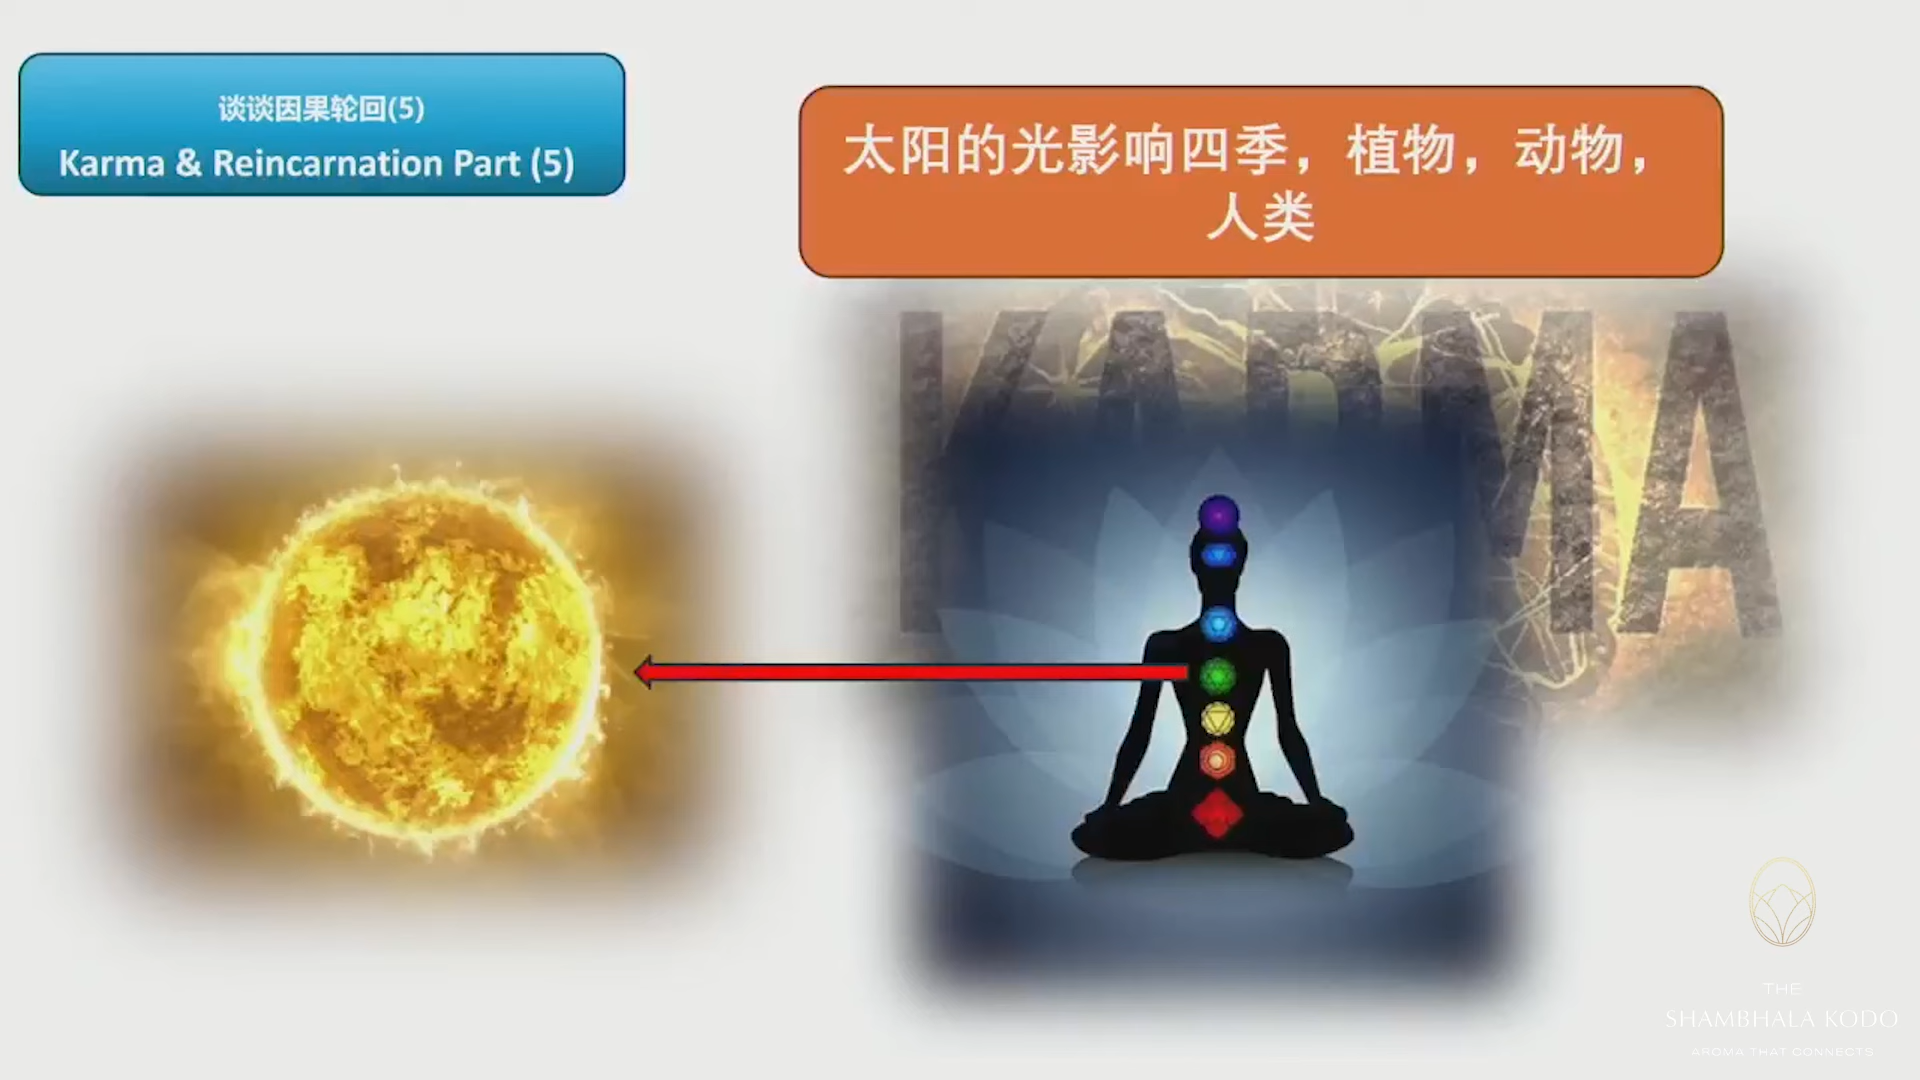 谈谈因果轮回(5)
Karma & Reincarnation Part (5)
太阳的光影响四季，植物，动物，
人类
KARMA
THE
SHAMBHALA KODO
AROMA THAT CONNECTS